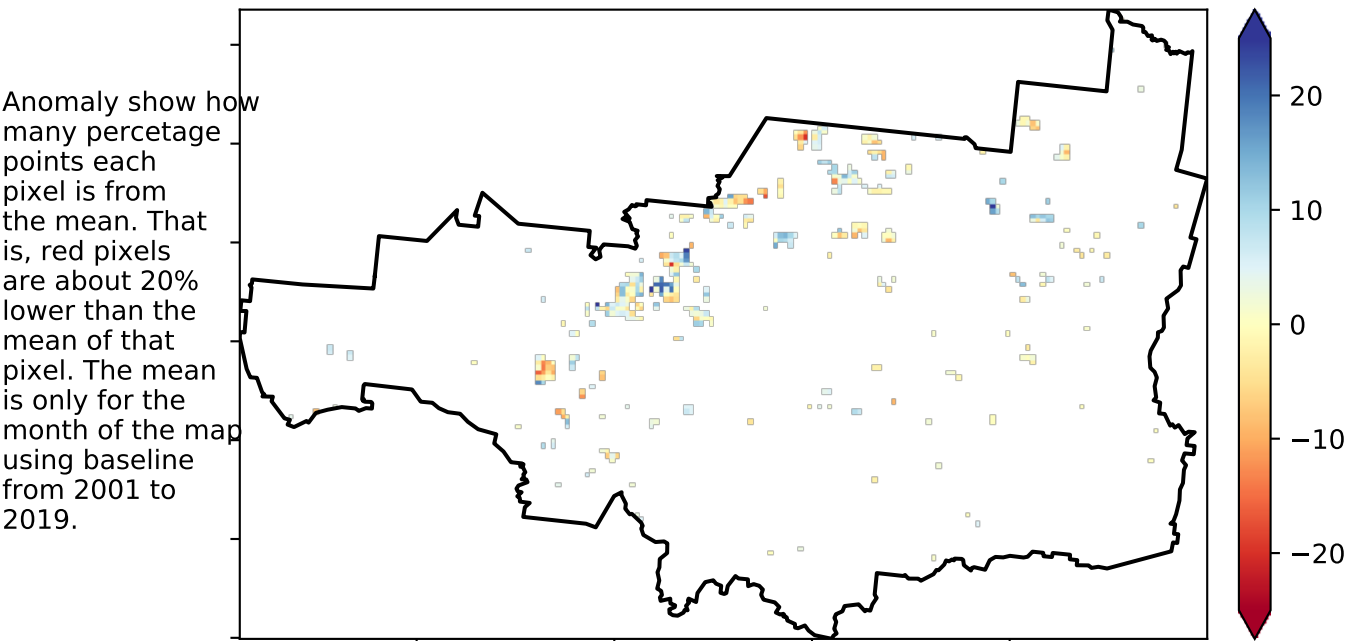 Anomaly show how
many percetage
points each
pixel is from
the mean. That
is, red pixels
are about 20%
lower than the
mean of that
pixel. The mean
is only for the
month of the map
using baseline
from 2001 to
2019.
20
10
0
−10
−20